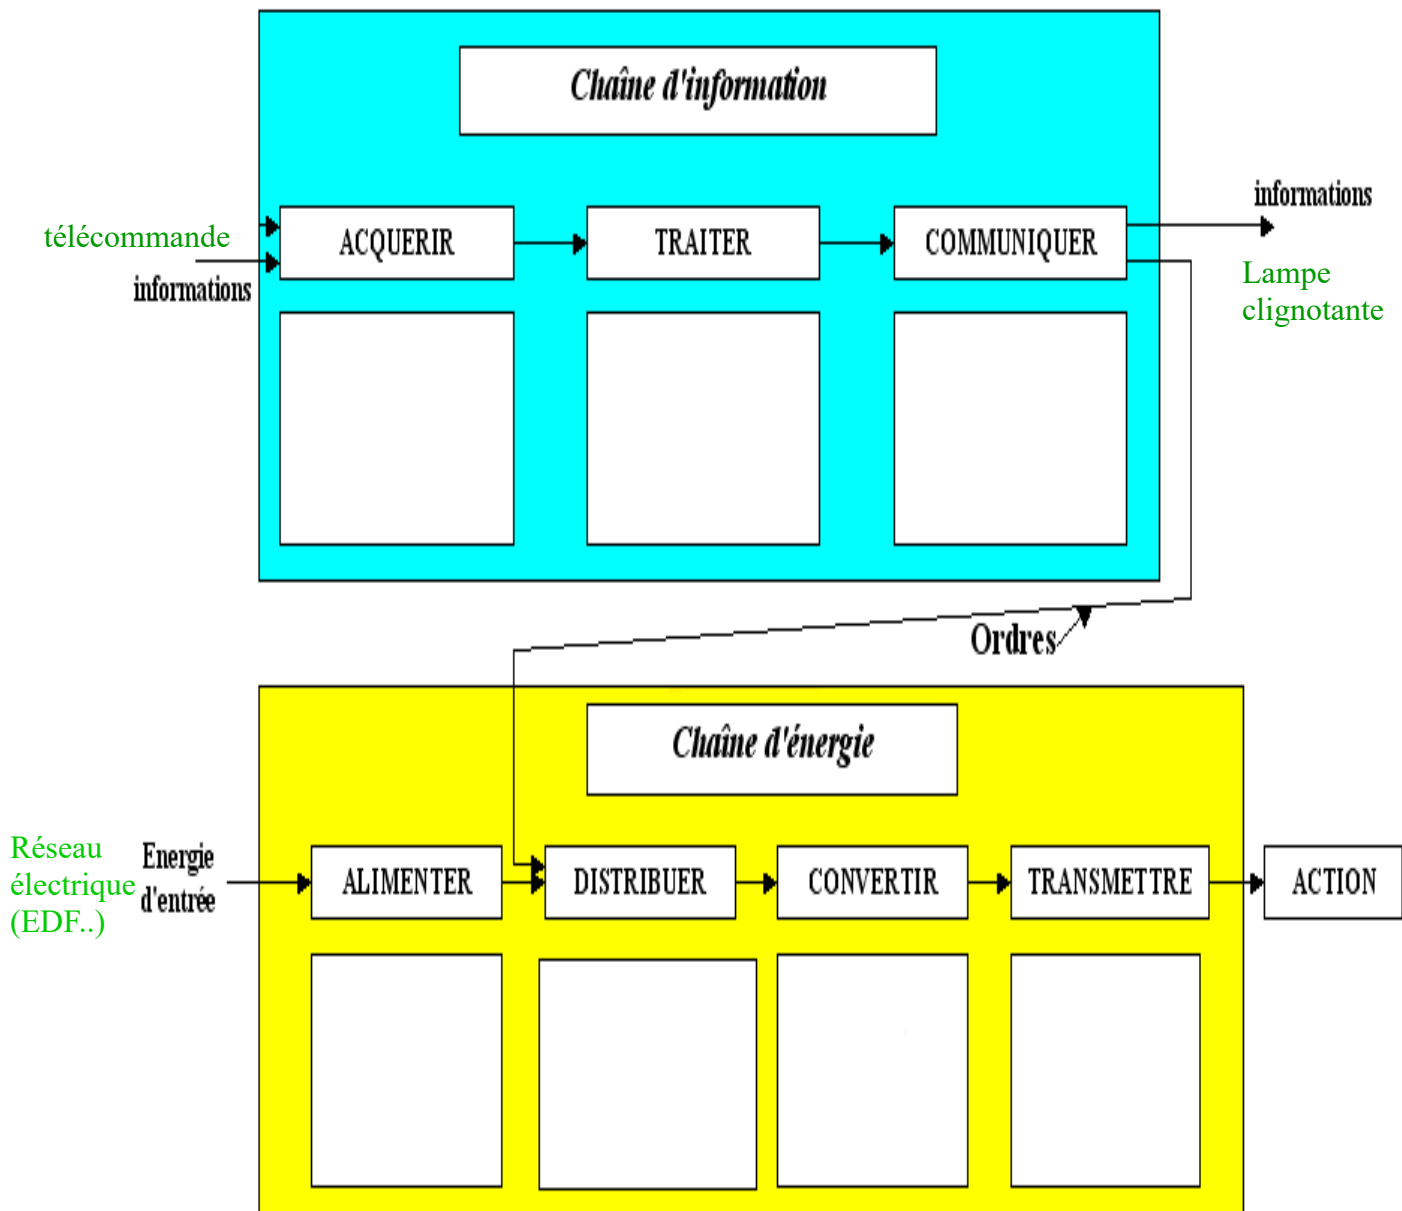 Chaîne d'information
informations
télécommande
ACQUERIR
TRAITER
COMMUNIQUER
informations
Lampe
clignotante
Ordres
Chaîne d'énergie
Réseau
électrique
(EDF..)
Energie
d'entrée
ALIMENTER
DISTRIBUER
CONVERTIR
TRANSMETTRE
ACTION